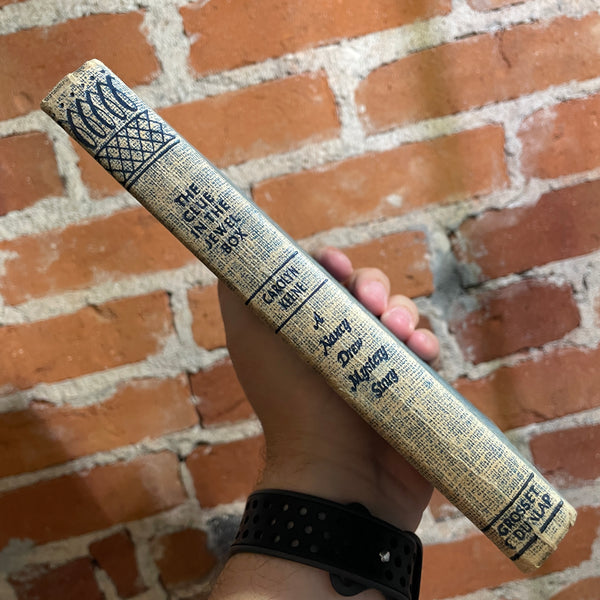 THE
CLUE
IN THE
JEWEL
BOX
CAROLYN
KEENE
A
Nancy
Drew
Mystery
Story
GROSSET
& DUNLAP